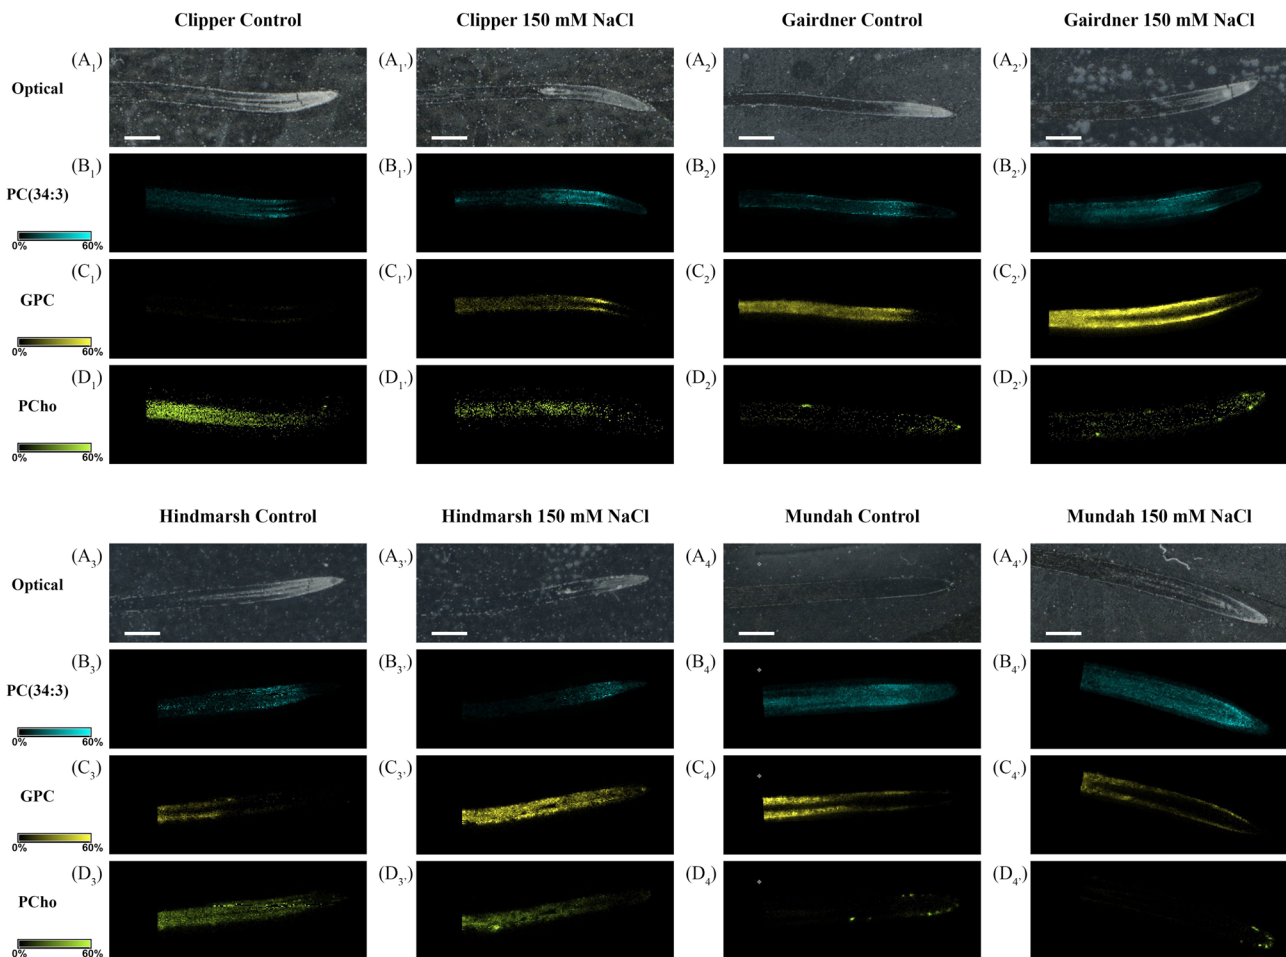 Clipper Control Clipper 150 mM NaCl Gairdner Control Gairdner 150 mM NaCl
Optical (A1) (A1') (A2) (A2')
PC(34:3) (B1) (B1') (B2) (B2')
0% 60%
GPC (C1) (C1') (C2) (C2')
0% 60%
PCho (D1) (D1') (D2) (D2')
0% 60%
Hindmarsh Control Hindmarsh 150 mM NaCl Mundah Control Mundah 150 mM NaCl
Optical (A3) (A3') (A4) (A4')
PC(34:3) (B3) (B3') (B4) (B4')
0% 60%
GPC (C3) (C3') (C4) (C4')
0% 60%
PCho (D3) (D3') (D4) (D4')
0% 60%